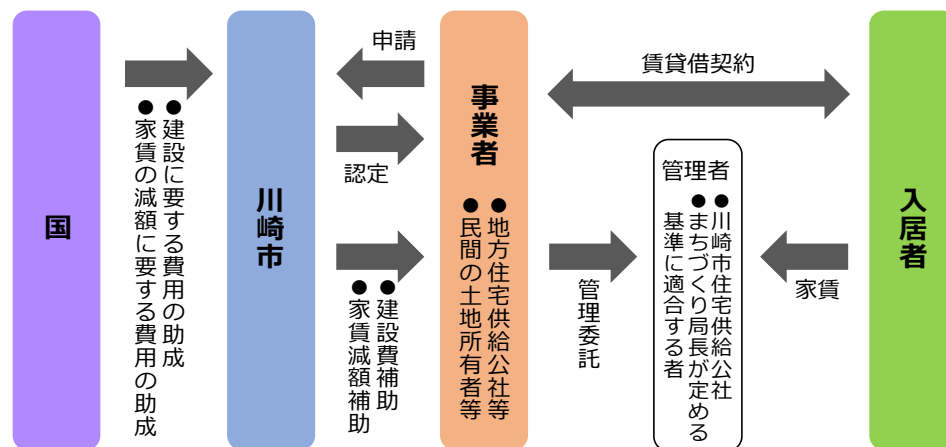 国
●建設に要する費用の助成
●家賃の減額に要する費用の助成
川崎市
申請
認定
●建設費補助
●家賃減額補助
事業者
●地方住宅供給公社等
●民間の土地所有者等
賃貸借契約
管理委託
管理者
●川崎市住宅供給公社
●まちづくり局長が定める
基準に適合する者
家賃
入居者